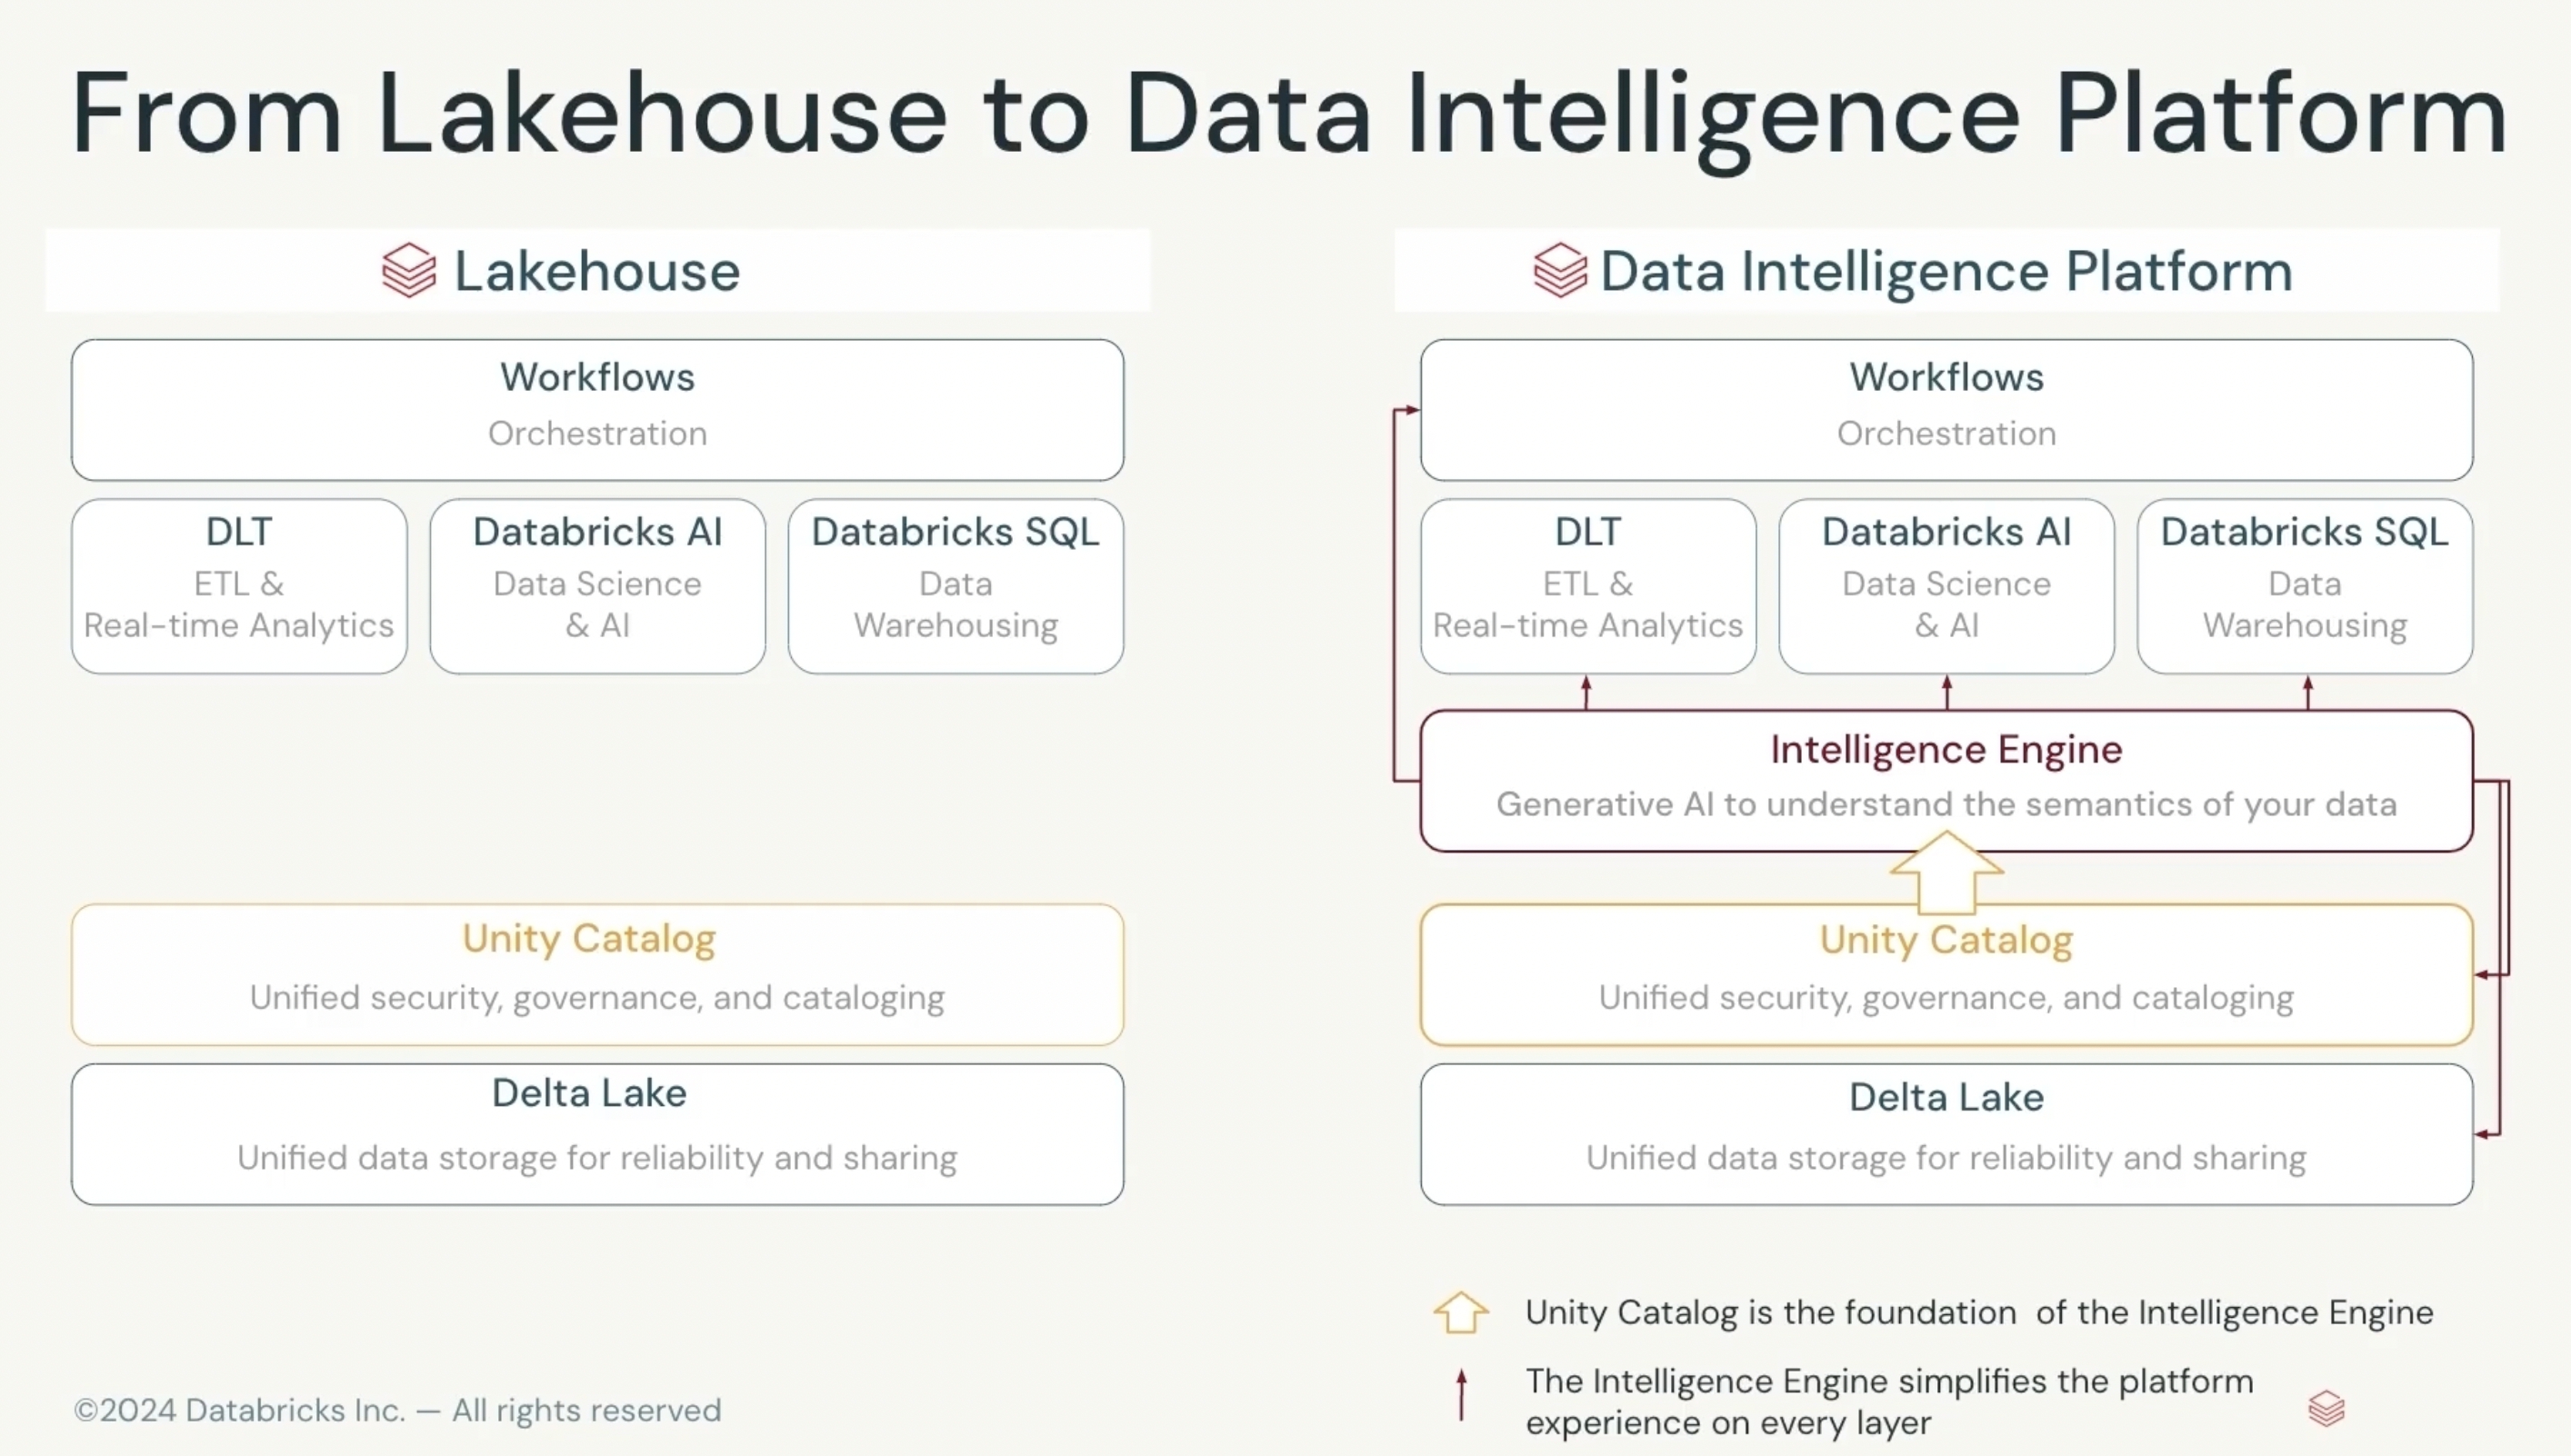 From Lakehouse to Data Intelligence Platform
Lakehouse
Workflows
Orchestration
DLT
ETL &
Real-time Analytics
Databricks AI
Data Science
& AI
Databricks SQL
Data
Warehousing
Unity Catalog
Unified security, governance, and cataloging
Delta Lake
Unified data storage for reliability and sharing
Data Intelligence Platform
Workflows
Orchestration
DLT
ETL &
Real-time Analytics
Databricks AI
Data Science
& AI
Databricks SQL
Data
Warehousing
Intelligence Engine
Generative AI to understand the semantics of your data
Unity Catalog
Unified security, governance, and cataloging
Delta Lake
Unified data storage for reliability and sharing
Unity Catalog is the foundation of the Intelligence Engine
The Intelligence Engine simplifies the platform
experience on every layer
©2024 Databricks Inc. — All rights reserved